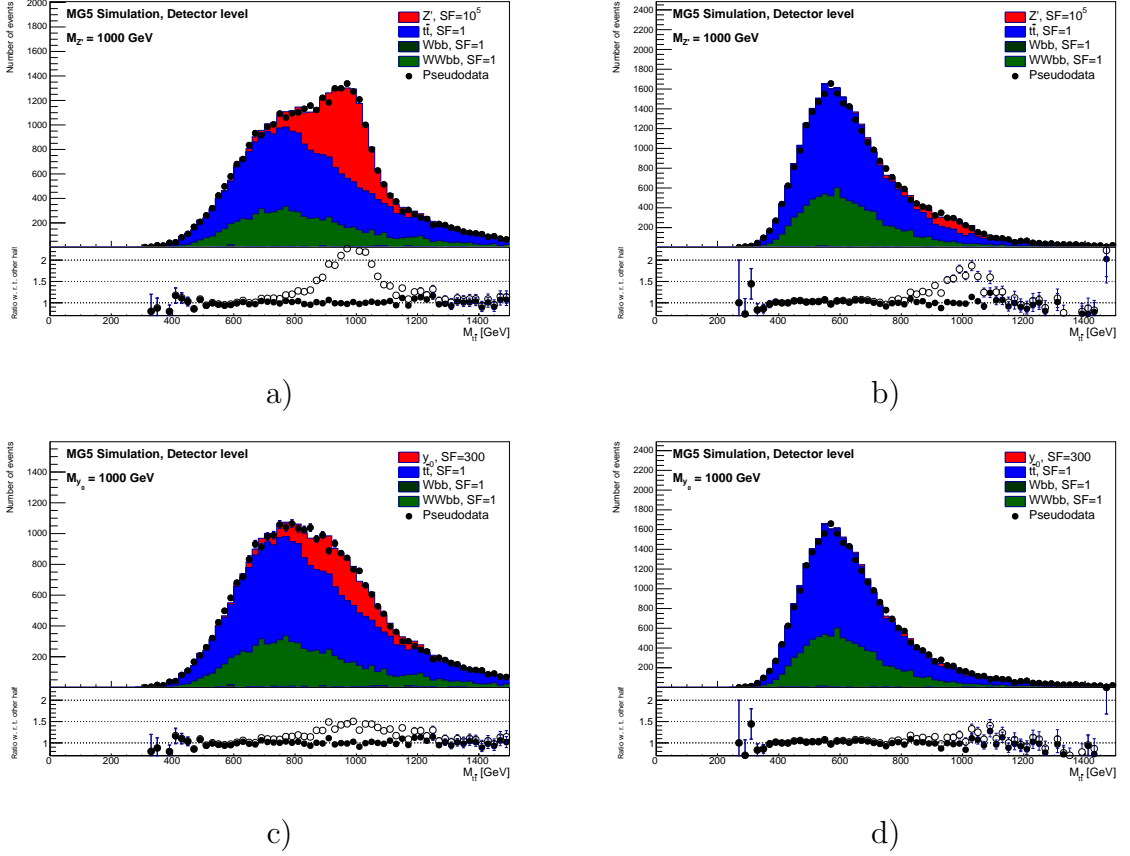 MG5 Simulation, Detector level
M_Z' = 1000 GeV
Z', SF=10^5
tt̄, SF=1
Wbb, SF=1
WWbb, SF=1
Pseudodata
Number of events
2000
1800
1600
1400
1200
1000
800
600
400
200
Ratio w. r. t. other half
2
1.5
1
0 200 400 600 800 1000 1200 1400
M_tt̄ [GeV]
a)
MG5 Simulation, Detector level
M_Z' = 1000 GeV
Z', SF=10^5
tt̄, SF=1
Wbb, SF=1
WWbb, SF=1
Pseudodata
Number of events
2400
2200
2000
1800
1600
1400
1200
1000
800
600
400
200
Ratio w. r. t. other half
2
1.5
1
0 200 400 600 800 1000 1200 1400
M_tt̄ [GeV]
b)
MG5 Simulation, Detector level
M_y_0 = 1000 GeV
y_0, SF=300
tt̄, SF=1
Wbb, SF=1
WWbb, SF=1
Pseudodata
Number of events
1400
1200
1000
800
600
400
200
Ratio w. r. t. other half
2
1.5
1
0 200 400 600 800 1000 1200 1400
M_tt̄ [GeV]
c)
MG5 Simulation, Detector level
M_y_0 = 1000 GeV
y_0, SF=300
tt̄, SF=1
Wbb, SF=1
WWbb, SF=1
Pseudodata
Number of events
2400
2200
2000
1800
1600
1400
1200
1000
800
600
400
200
Ratio w. r. t. other half
2
1.5
1
0 200 400 600 800 1000 1200 1400
M_tt̄ [GeV]
d)